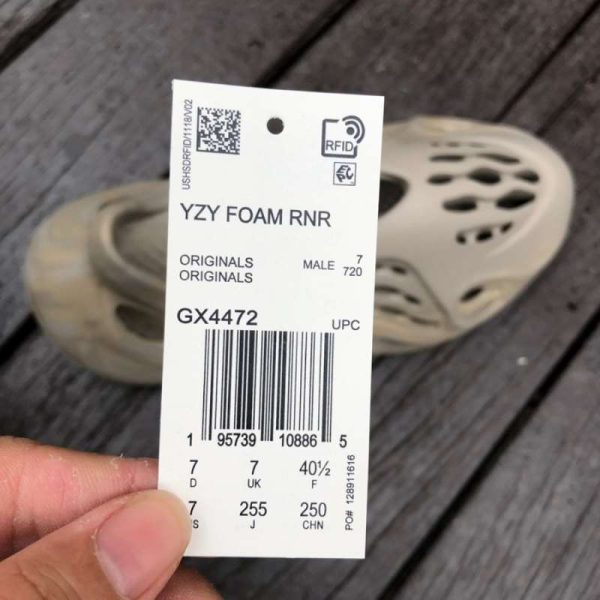 USHSDRFID/1118/V02
RFID
YZY FOAM RNR
ORIGINALS
ORIGINALS
MALE 7
720
GX4472
UPC
1 95739 10886 5
7 7 40½
D UK F
7 255 250
J CHN
PO# 128911616